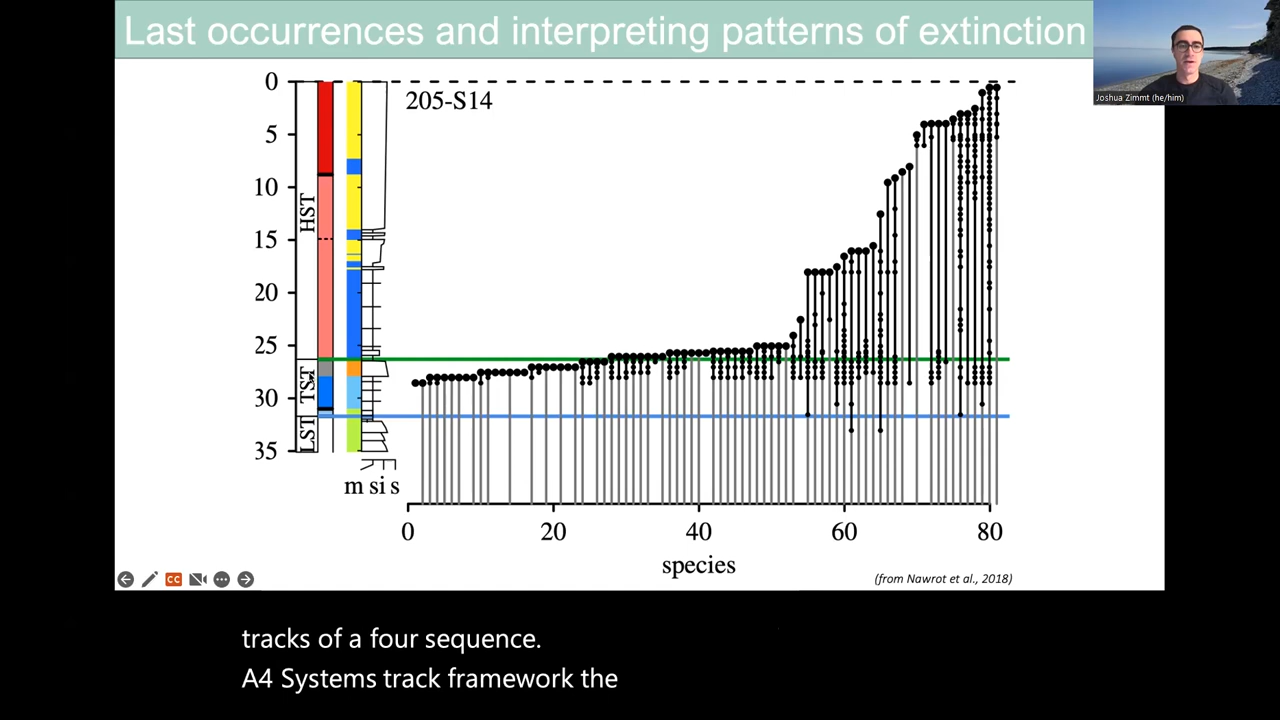 Last occurrences and interpreting patterns of extinction
Joshua Zimmt (he/him)
0
205-S14
5
10
15
20
25
30
35
HST
TST
LST
m si s
0 20 40 60 80
species
(from Nawrot et al., 2018)
CC
tracks of a four sequence.
A4 Systems track framework the